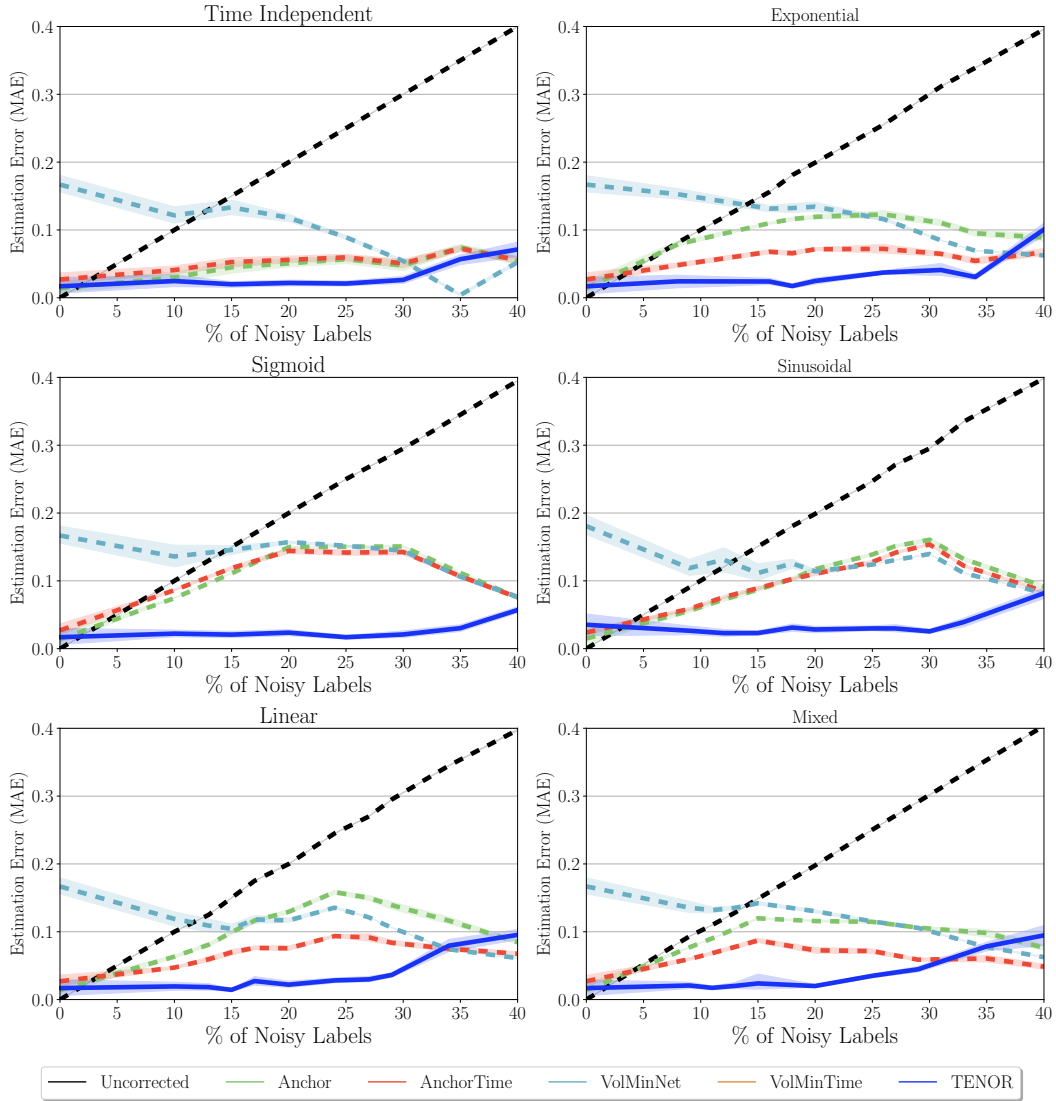 Time Independent
Exponential
Estimation Error (MAE)
0.4
0.3
0.2
0.1
0.0
0 5 10 15 20 25 30 35 40
% of Noisy Labels
Estimation Error (MAE)
0.4
0.3
0.2
0.1
0.0
0 5 10 15 20 25 30 35 40
% of Noisy Labels
Sigmoid
Sinusoidal
Estimation Error (MAE)
0.4
0.3
0.2
0.1
0.0
0 5 10 15 20 25 30 35 40
% of Noisy Labels
Estimation Error (MAE)
0.4
0.3
0.2
0.1
0.0
0 5 10 15 20 25 30 35 40
% of Noisy Labels
Linear
Mixed
Estimation Error (MAE)
0.4
0.3
0.2
0.1
0.0
0 5 10 15 20 25 30 35 40
% of Noisy Labels
Estimation Error (MAE)
0.4
0.3
0.2
0.1
0.0
0 5 10 15 20 25 30 35 40
% of Noisy Labels
Uncorrected Anchor AnchorTime VolMinNet VolMinTime TENOR